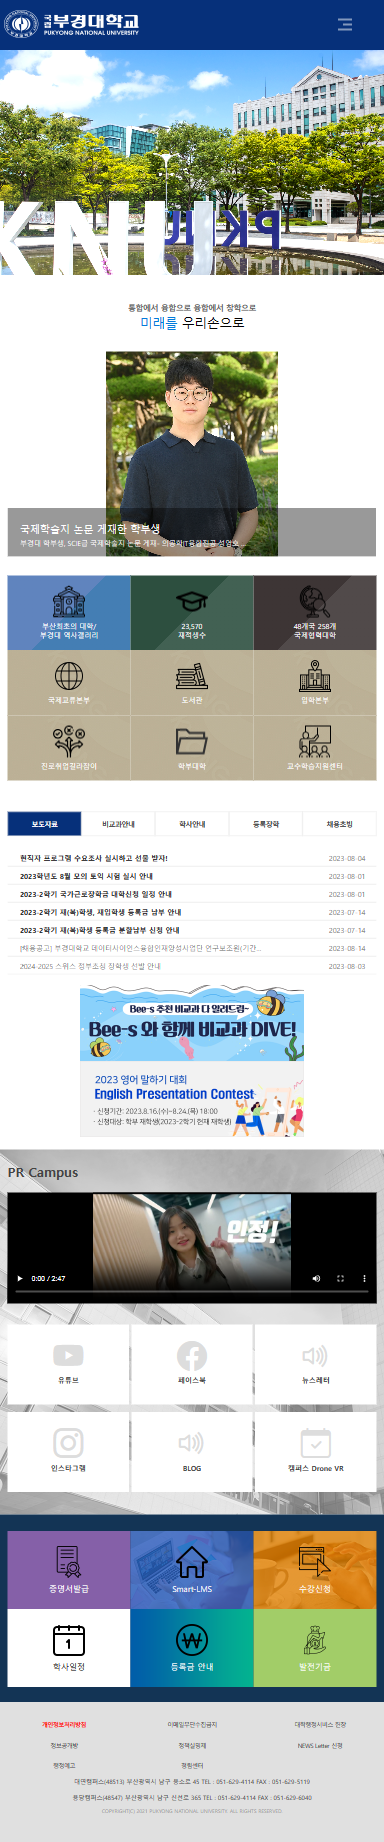 국립부경대학교
PUKYONG NATIONAL UNIVERSITY
KNU
PKNU
통합에서 융합으로 융합에서 창학으로
미래를 우리손으로
국제학술지 논문 게재한 학부생
부경대 학부생, SCIE급 국제학술지 논문 게재 - 의공학·IT융합전공
부산최초의 대학/
부경대 역사갤러리
23,570
재적생수
48개국 258개
국제협력대학
국제교류본부
도서관
입학본부
진로취업경력잡이
학부대학
교수학습지원센터
보도자료
비교과안내
학사안내
등록장학
채용초빙
현직자 프로그램 수요조사 실시하고 선물 받자! 2023-08-04
2023학년도 8월 모의 토익 시험 실시 안내 2023-08-01
2023-2학기 국가근로장학금 대학신청 일정 안내 2023-08-01
2023-2학기 재(복)학생, 재입학생 등록금 납부 안내 2023-07-14
2023-2학기 재(복)학생 등록금 분할납부 신청 안내 2023-07-14
[채용공고] 부경대학교 데이터사이언스융합인재양성사업단 연구보조원(기간... 2023-08-14
2024-2025 스위스 정부초청 장학생 선발 안내 2023-08-03
Bee-s 추천 비교과 다 알려드림~
Bee-s 와 함께 비교과 DIVE!
2023 영어 말하기 대회
English Presentation Contest
· 신청기간: 2023.8.16.(수)~8.24.(목) 18:00
· 신청대상: 학부 재학생(2023-2학기 현재 재학생)
PR Campus
인정!
0:00 / 2:47
유튜브
페이스북
뉴스레터
인스타그램
BLOG
캠퍼스 Drone VR
증명서발급
Smart-LMS
수강신청
1
학사일정
등록금 안내
발전기금
개인정보처리방침
이메일무단수집금지
대학행정서비스 헌장
정보공개방
정책실명제
NEWS Letter 신청
행정예고
청렴센터
대연캠퍼스(48513) 부산광역시 남구 용소로 45 TEL : 051-629-4114 FAX : 051-629-5119
용당캠퍼스(48547) 부산광역시 남구 신선로 365 TEL : 051-629-4114 FAX : 051-629-6040
COPYRIGHT(C) 2021 PUKYONG NATIONAL UNIVERSITY. ALL RIGHTS RESERVED.